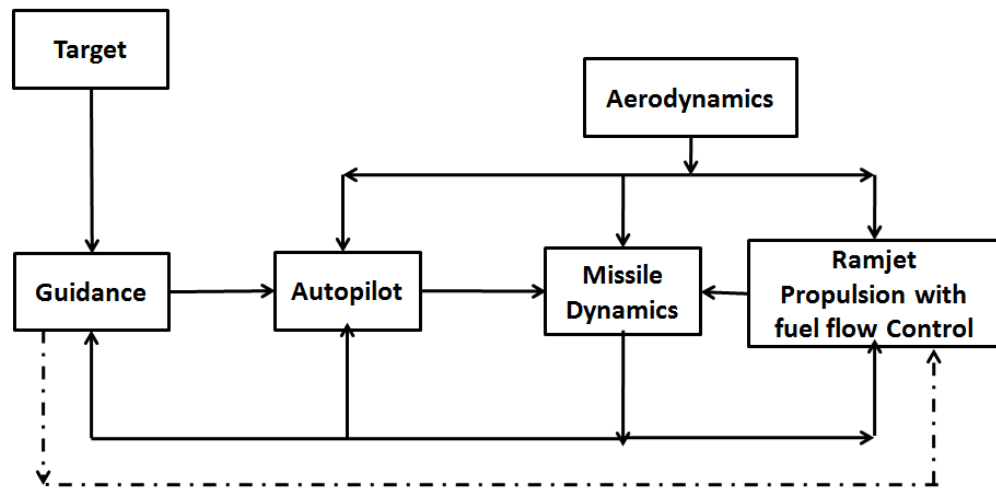 Target
Aerodynamics
Guidance
Autopilot
Missile
Dynamics
Ramjet
Propulsion with
fuel flow Control